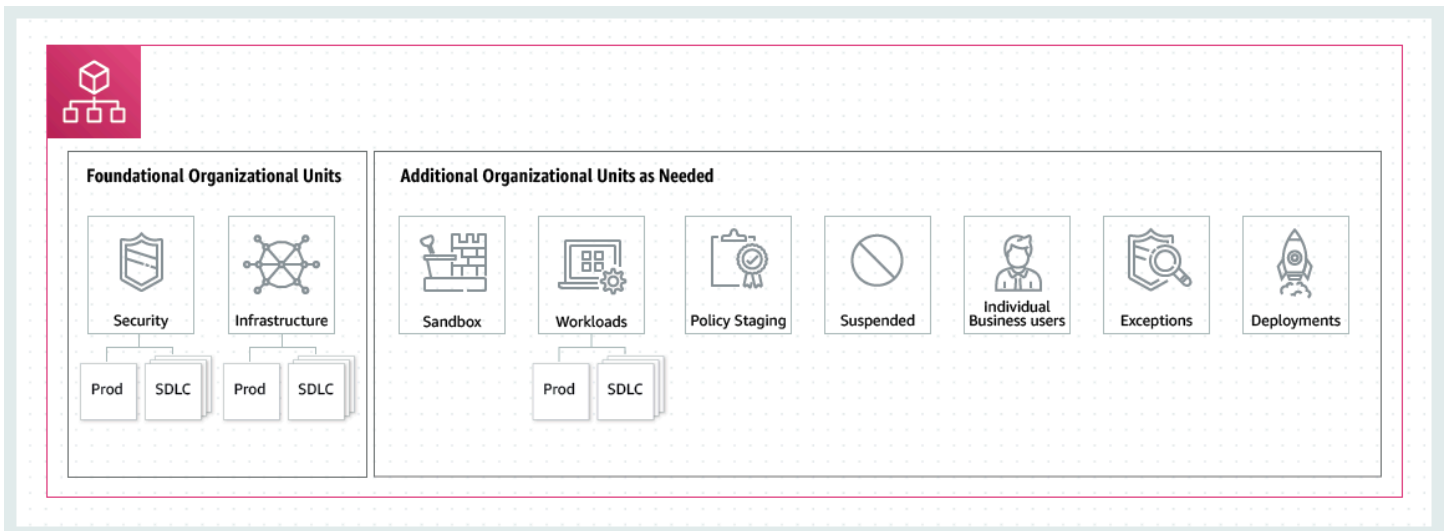 Foundational Organizational Units
Additional Organizational Units as Needed
Security
Infrastructure
Sandbox
Workloads
Policy Staging
Suspended
Individual
Business users
Exceptions
Deployments
Prod
SDLC
Prod
SDLC
Prod
SDLC